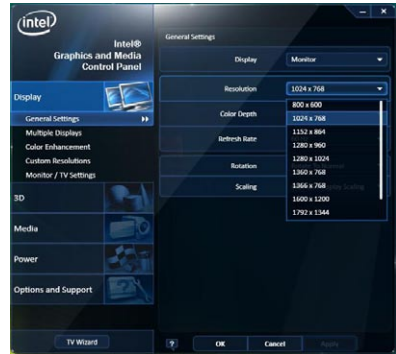 intel
Intel®
Graphics and Media
Control Panel
Display
General Settings
Multiple Displays
Color Enhancement
Custom Resolutions
Monitor / TV Settings
3D
Media
Power
Options and Support
TV Wizard
General Settings
Display Monitor
Resolution 1024 x 768
800 x 600
1024 x 768
1152 x 864
1280 x 960
1280 x 1024
1360 x 768
1366 x 768
1600 x 1200
1792 x 1344
Color Depth
Refresh Rate
Rotation
Scaling
? OK Cancel Apply